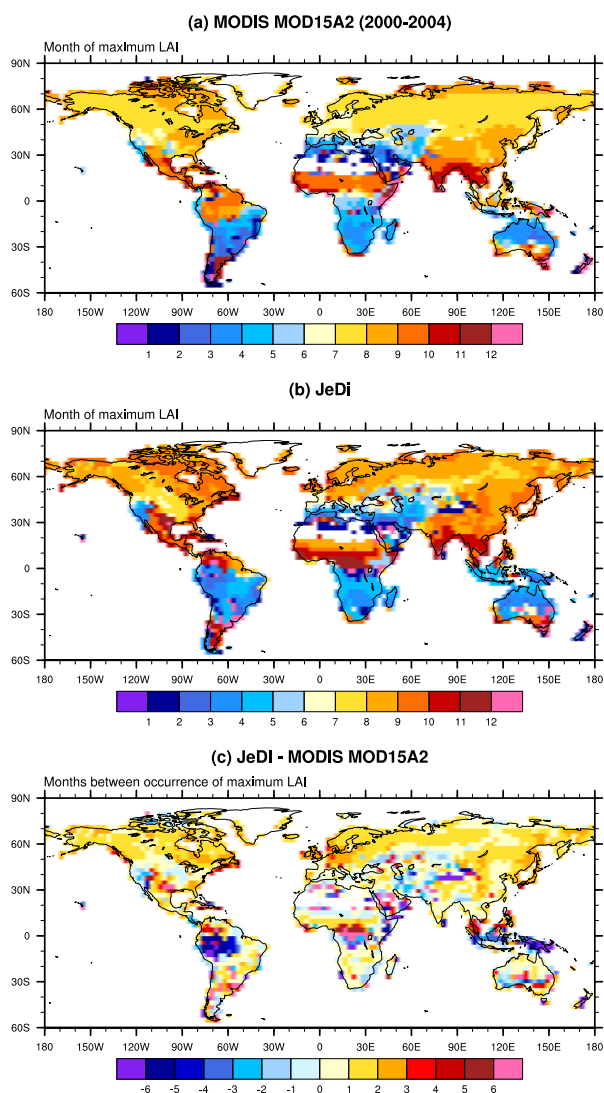 (a) MODIS MOD15A2 (2000-2004)
Month of maximum LAI
90N
60N
30N
0
30S
60S
180 150W 120W 90W 60W 30W 0 30E 60E 90E 120E 150E 180
1 2 3 4 5 6 7 8 9 10 11 12
(b) JeDi
Month of maximum LAI
90N
60N
30N
0
30S
60S
180 150W 120W 90W 60W 30W 0 30E 60E 90E 120E 150E 180
1 2 3 4 5 6 7 8 9 10 11 12
(c) JeDI - MODIS MOD15A2
Months between occurrence of maximum LAI
90N
60N
30N
0
30S
60S
180 150W 120W 90W 60W 30W 0 30E 60E 90E 120E 150E 180
-6 -5 -4 -3 -2 -1 0 1 2 3 4 5 6